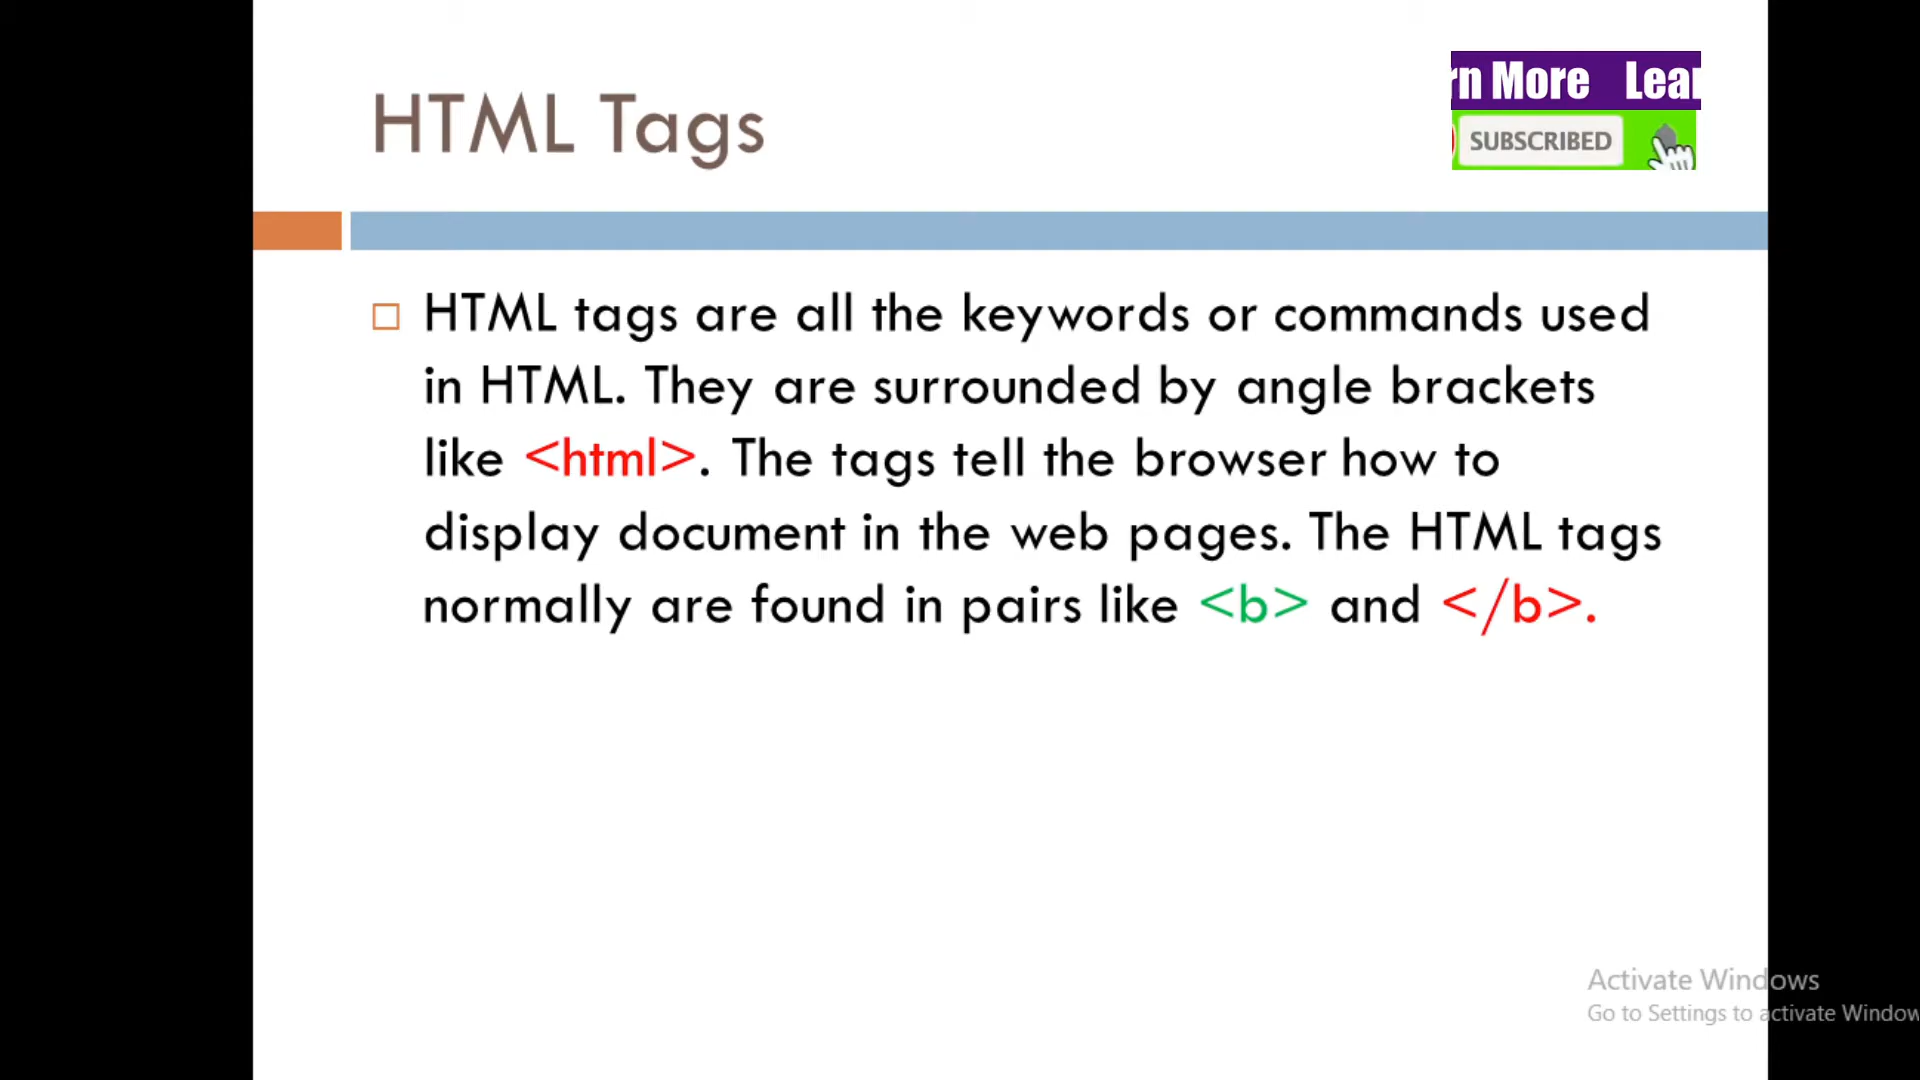 HTML Tags
rn More Lear
SUBSCRIBED
HTML tags are all the keywords or commands used
in HTML. They are surrounded by angle brackets
like <html>. The tags tell the browser how to
display document in the web pages. The HTML tags
normally are found in pairs like <b> and </b>.
Activate Windows
Go to Settings to activate Window